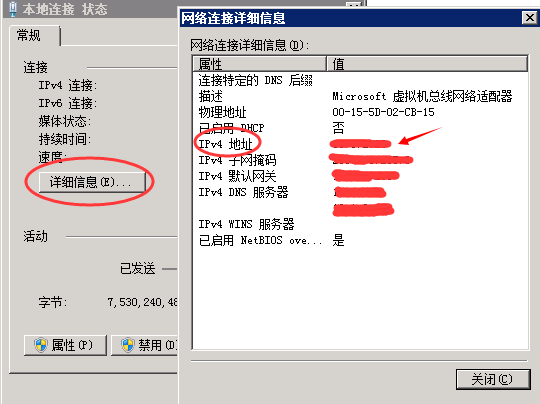 本地连接 状态
常规
连接
IPv4 连接:
IPv6 连接:
媒体状态:
持续时间:
速度:
详细信息(E)...
活动
已发送
字节:
7,530,240,48
属性(P)
禁用(D)
网络连接详细信息
网络连接详细信息(D):
属性 值
连接特定的 DNS 后缀
描述 Microsoft 虚拟机总线网络适配器
物理地址 00-15-5D-02-CB-15
已启用 DHCP 否
IPv4 地址
IPv4 子网掩码
IPv4 默认网关
IPv4 DNS 服务器
IPv4 WINS 服务器
已启用 NetBIOS ove... 是
关闭(C)